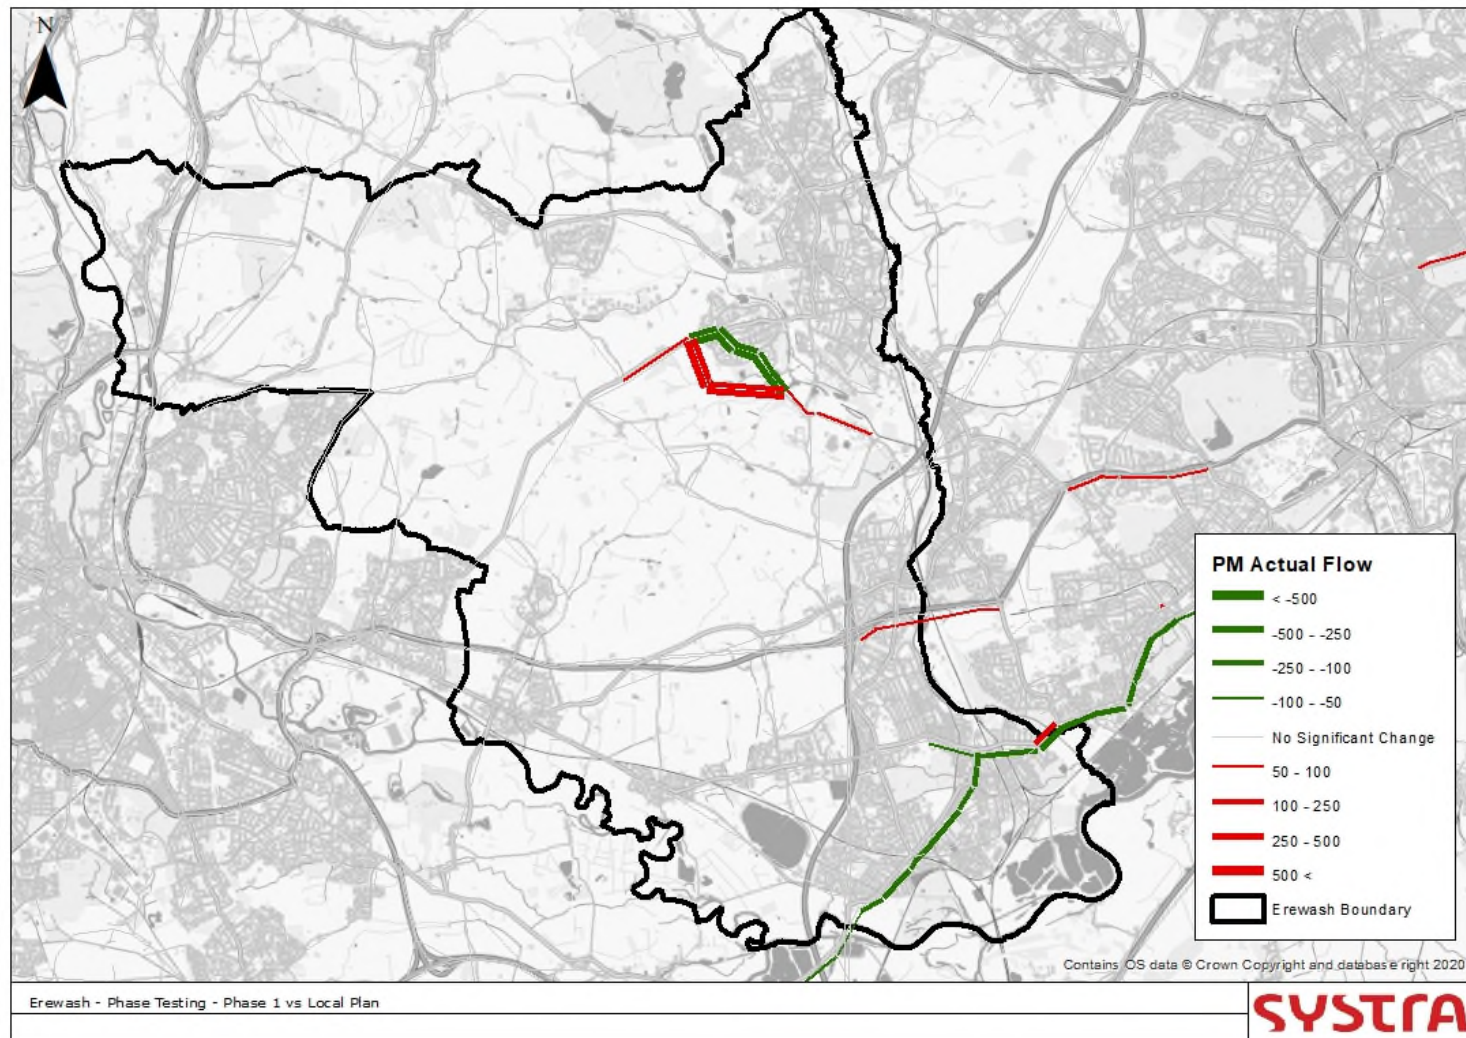 N
PM Actual Flow
< -500
-500 - -250
-250 - -100
-100 - -50
No Significant Change
50 - 100
100 - 250
250 - 500
500 <
Erewash Boundary
Contains OS data © Crown Copyright and database right 2020
Erewash - Phase Testing - Phase 1 vs Local Plan
SYSTRA